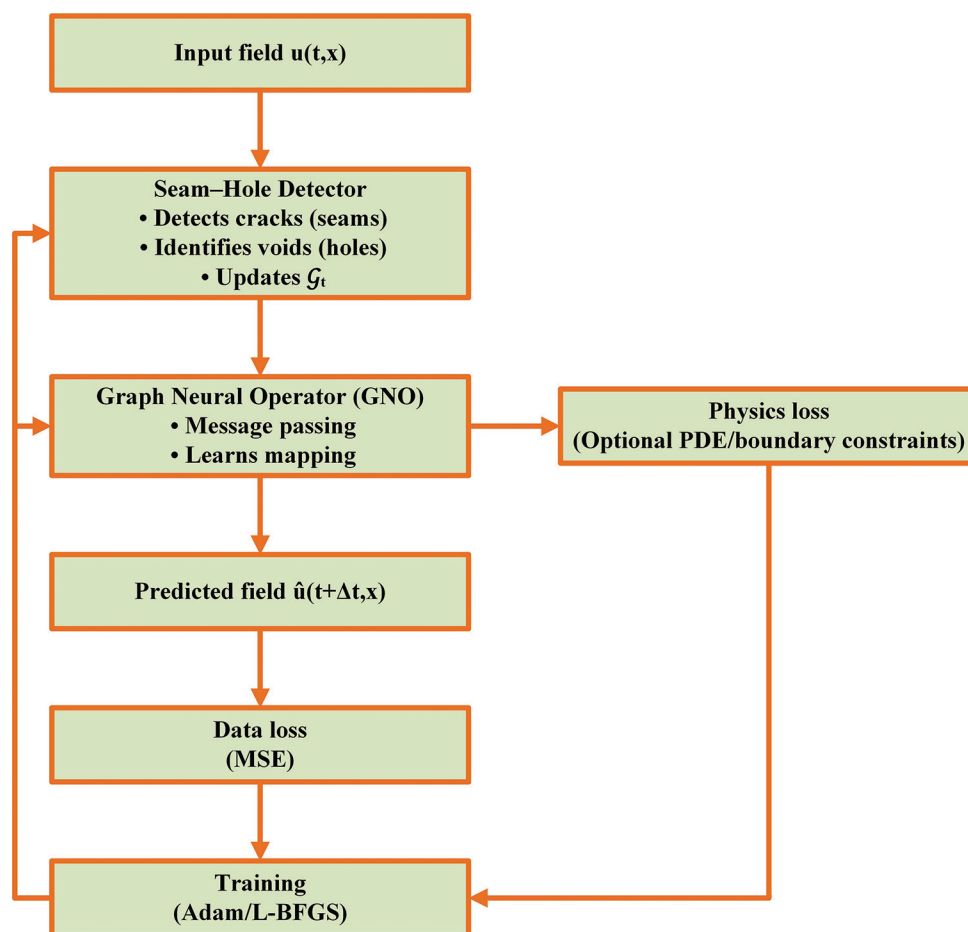 Input field u(t,x)
Seam–Hole Detector
• Detects cracks (seams)
• Identifies voids (holes)
• Updates 𝒢ₜ
Graph Neural Operator (GNO)
• Message passing
• Learns mapping
Physics loss
(Optional PDE/boundary constraints)
Predicted field û(t+Δt,x)
Data loss
(MSE)
Training
(Adam/L-BFGS)